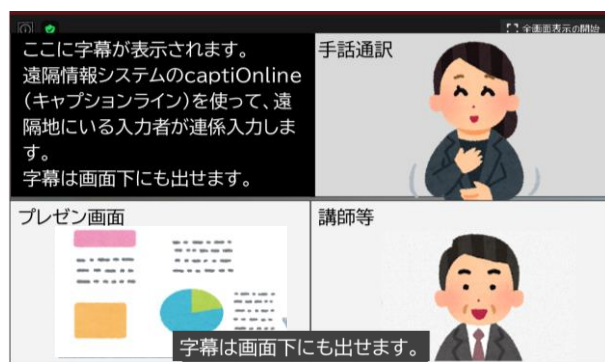 全画面表示の開始
ここに字幕が表示されます。
遠隔情報システムのcaptiOnline
(キャプションライン)を使って、遠
隔地にいる入力者が連係入力しま
す。
字幕は画面下にも出せます。
手話通訳
プレゼン画面
講師等
字幕は画面下にも出せます。